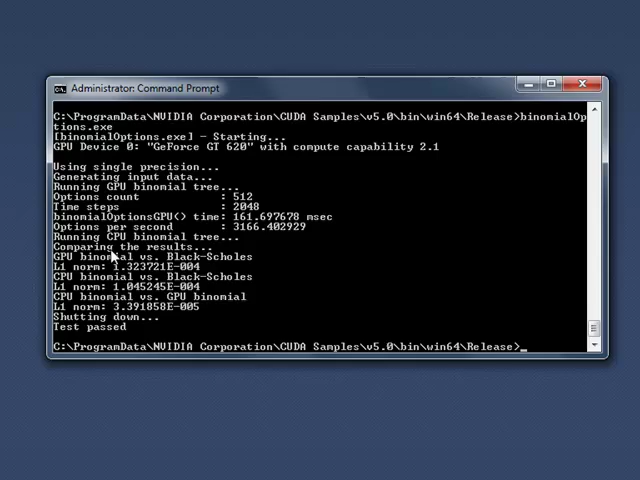 Administrator: Command Prompt
C:\ProgramData\NVIDIA Corporation\CUDA Samples\v5.0\bin\win64\Release>binomialOp
tions.exe
[binomialOptions.exe] - Starting...
GPU Device 0: "GeForce GT 620" with compute capability 2.1
Using single precision...
Generating input data...
Running GPU binomial tree...
Options count : 512
Time steps : 2048
binomialOptionsGPU() time: 161.697678 msec
Options per second : 3166.402929
Running CPU binomial tree...
Comparing the results...
GPU binomial vs. Black-Scholes
L1 norm: 1.323721E-004
CPU binomial vs. Black-Scholes
L1 norm: 1.045245E-004
CPU binomial vs. GPU binomial
L1 norm: 3.391858E-005
Shutting down...
Test passed
C:\ProgramData\NVIDIA Corporation\CUDA Samples\v5.0\bin\win64\Release>_